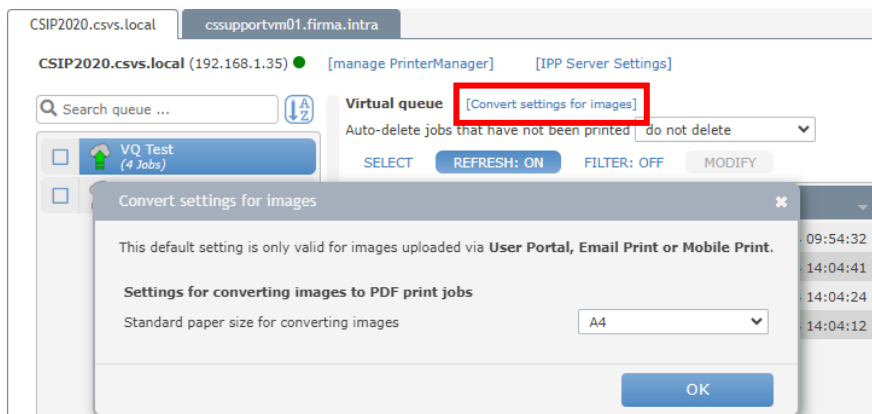 CSIP2020.csvs.local cssupportvm01.firma.intra
CSIP2020.csvs.local (192.168.1.35) [manage PrinterManager] [IPP Server Settings]
Search queue ... A Z
Virtual queue [Convert settings for images]
Auto-delete jobs that have not been printed do not delete
VQ Test
(4 Jobs)
SELECT REFRESH: ON FILTER: OFF MODIFY
Convert settings for images
This default setting is only valid for images uploaded via User Portal, Email Print or Mobile Print.
Settings for converting images to PDF print jobs
Standard paper size for converting images A4
OK
09:54:32
14:04:41
14:04:24
14:04:12